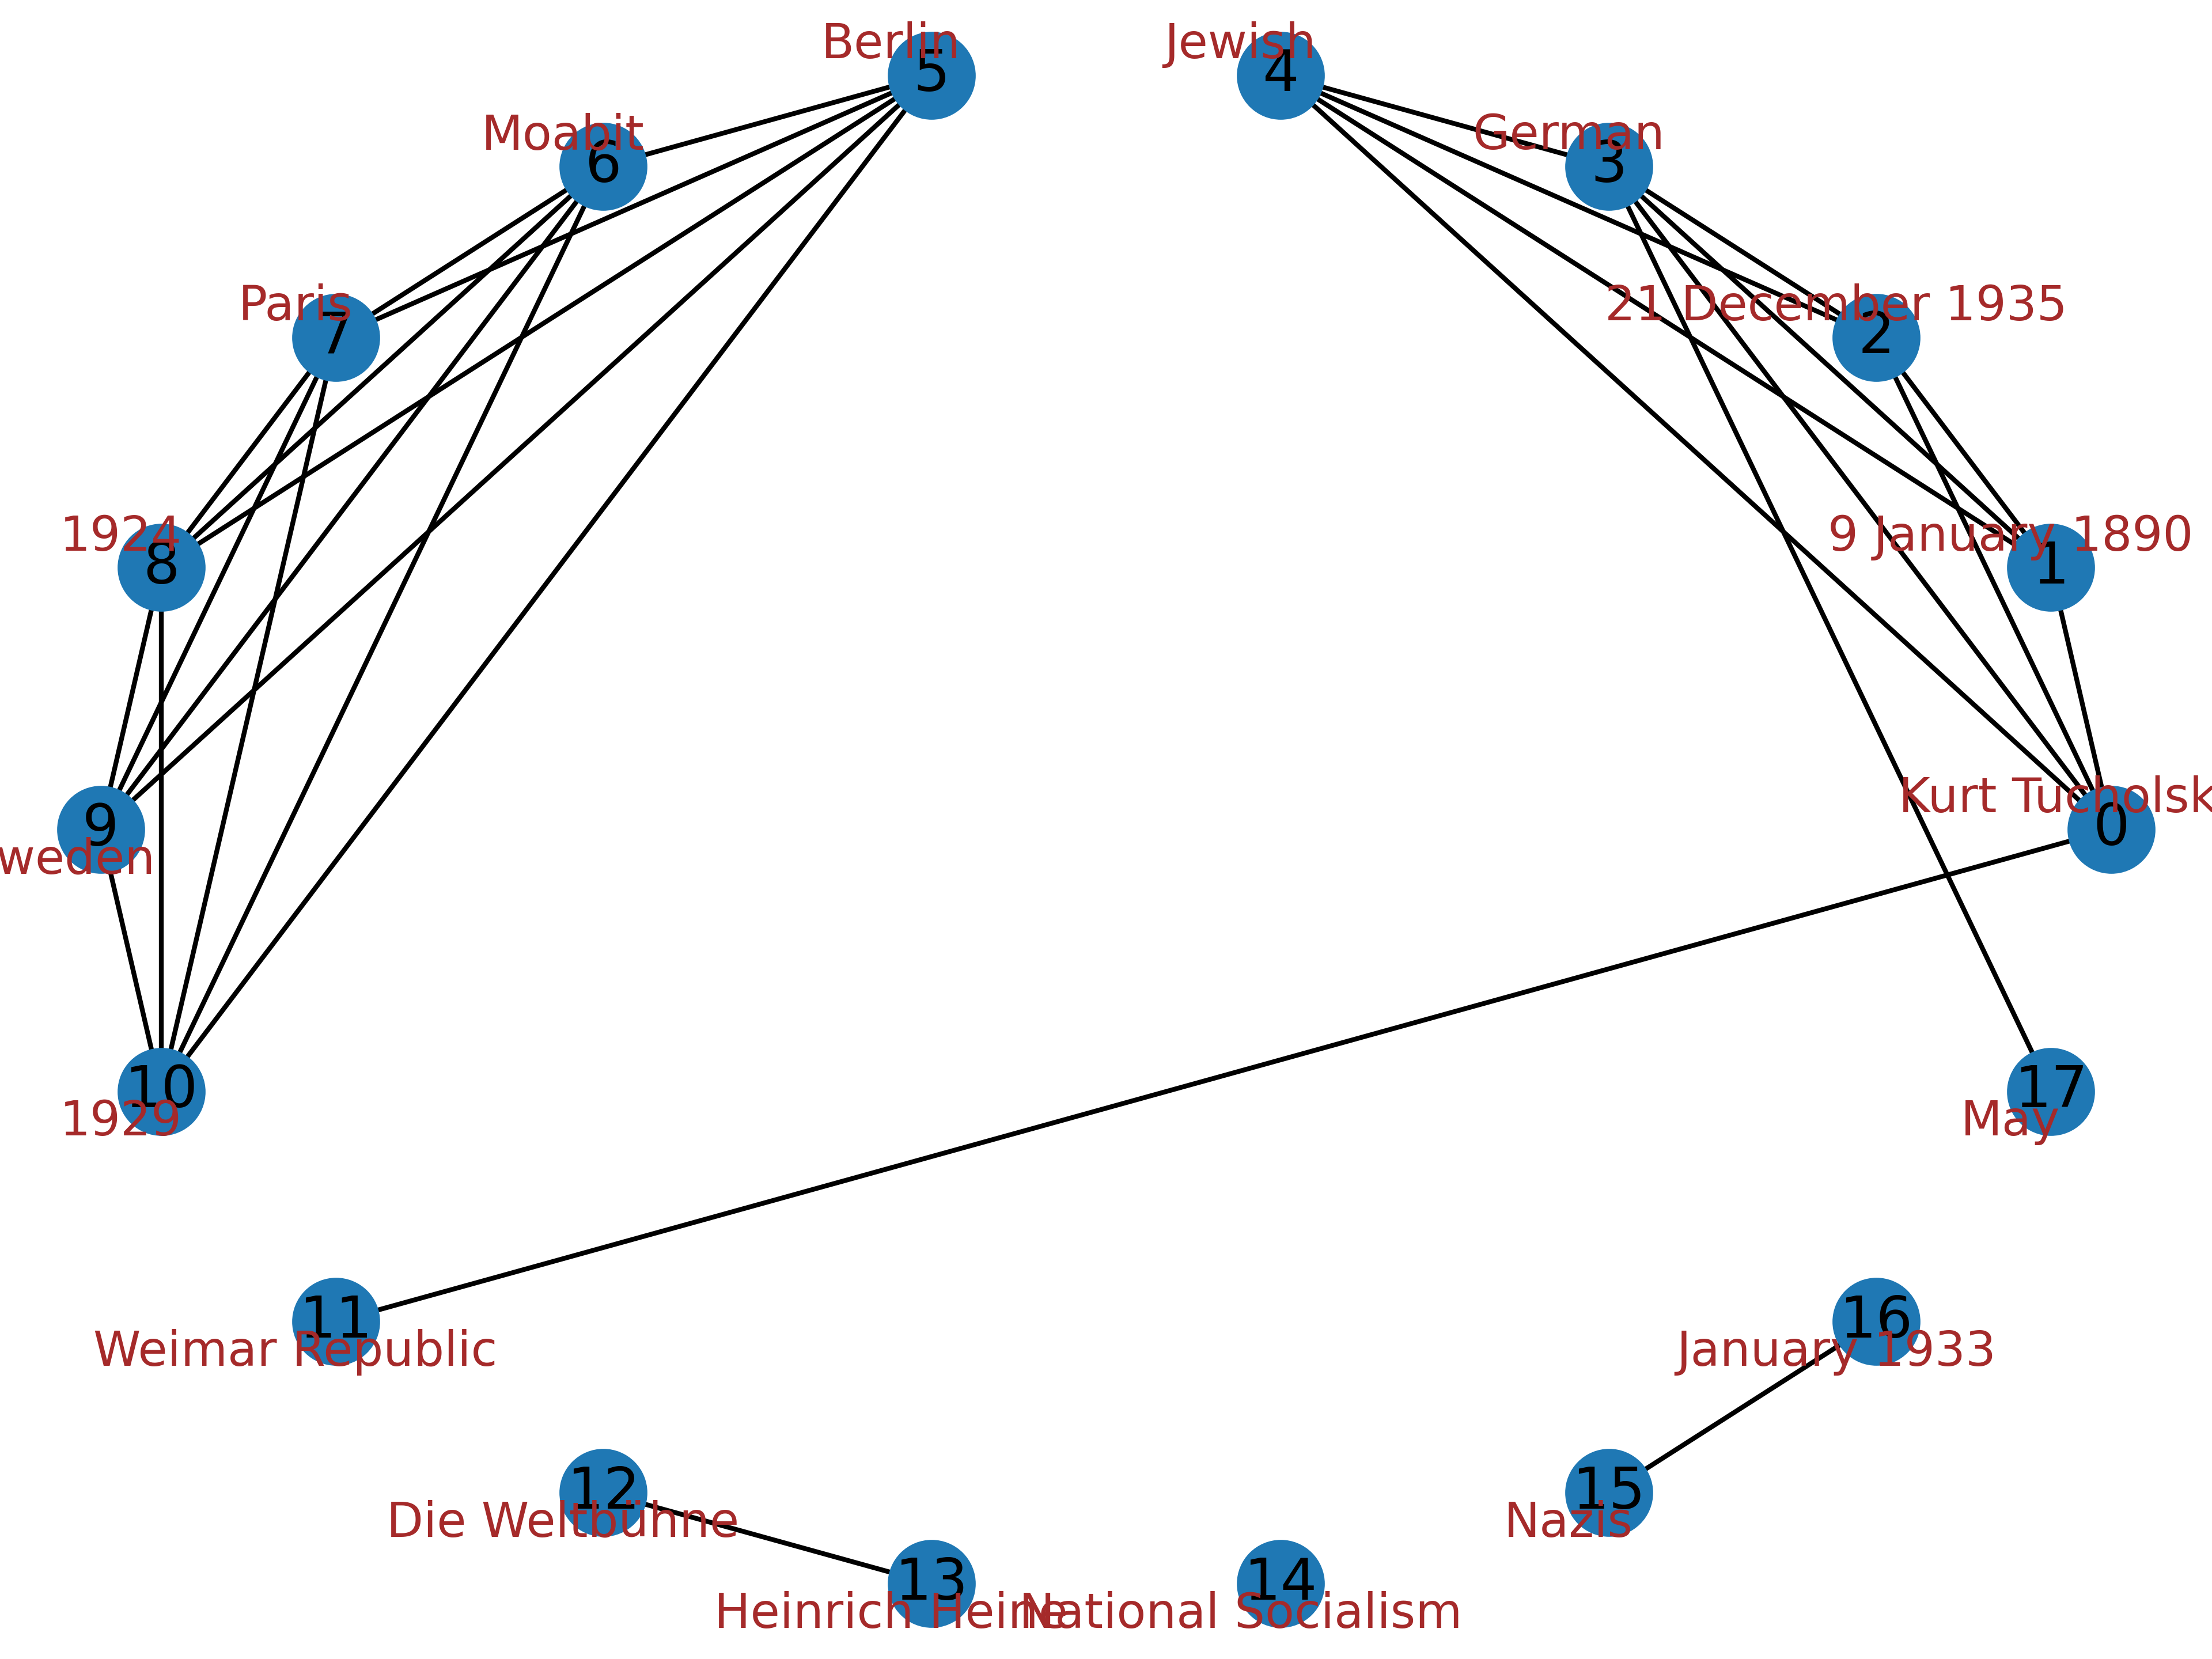 Berlin
5
Jewish
4
Moabit
6
German
3
Paris
7
21 December 1935
2
1924
8
9 January 1890
1
Kurt Tucholsk
0
9
weden
10
1929
17
May
11
Weimar Republic
16
January 1933
12
Die Weltbühne
15
Nazis
13
Heinrich Heine
14
National Socialism